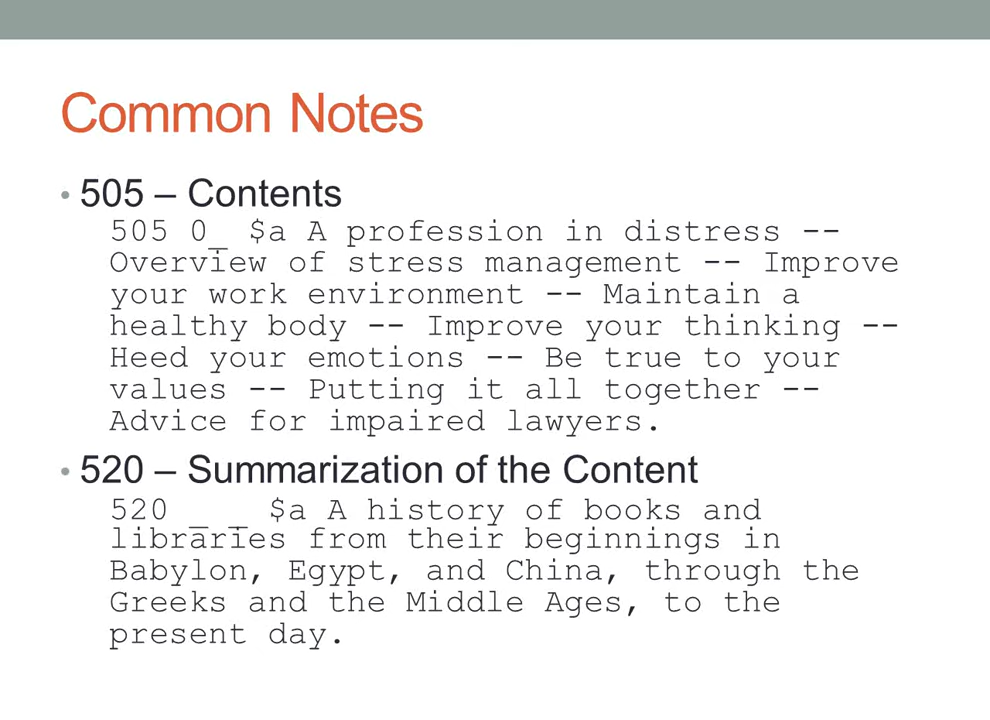 Common Notes
• 505 – Contents
505 0_ $a A profession in distress --
Overview of stress management -- Improve
your work environment -- Maintain a
healthy body -- Improve your thinking --
Heed your emotions -- Be true to your
values -- Putting it all together --
Advice for impaired lawyers.
• 520 – Summarization of the Content
520 _ _ $a A history of books and
libraries from their beginnings in
Babylon, Egypt, and China, through the
Greeks and the Middle Ages, to the
present day.